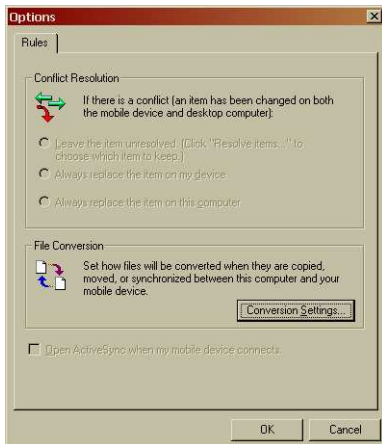 Options
Rules
Conflict Resolution
If there is a conflict (an item has been changed on both
the mobile device and desktop computer):
Leave the item unresolved. (Click "Resolve items..." to
choose which item to keep.)
Always replace the item on my device
Always replace the item on this computer
File Conversion
Set how files will be converted when they are copied,
moved, or synchronized between this computer and your
mobile device.
Conversion Settings...
Open ActiveSync when my mobile device connects.
OK
Cancel